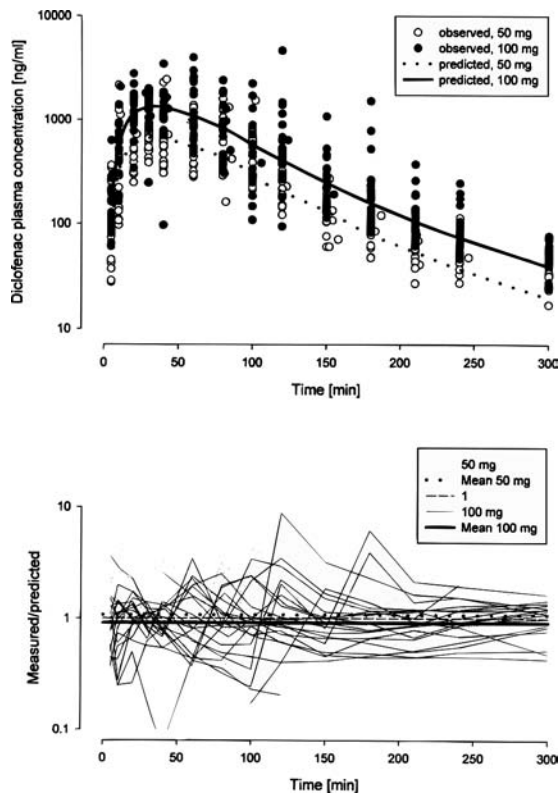 Diclofenac plasma concentration [ng/ml]
10000
1000
100
10
observed, 50 mg
observed, 100 mg
predicted, 50 mg
predicted, 100 mg
0 50 100 150 200 250 300
Time [min]
Measured/predicted
10
1
0.1
50 mg
Mean 50 mg
1
100 mg
Mean 100 mg
0 50 100 150 200 250 300
Time [min]